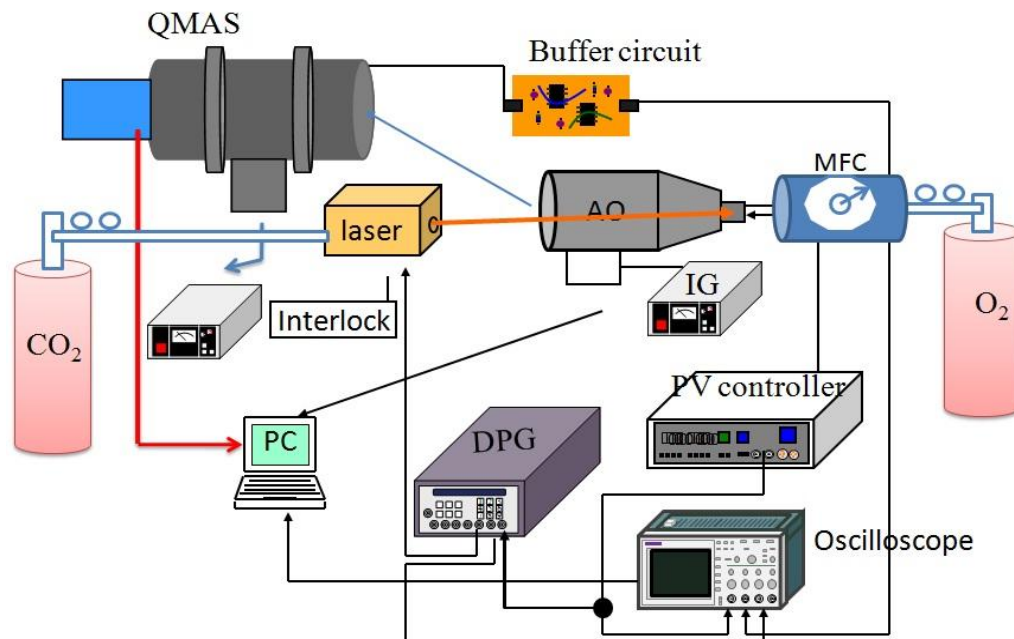 QMAS
Buffer circuit
MFC
laser
AO
IG
O₂
CO₂
Interlock
PV controller
PC
DPG
Oscilloscope